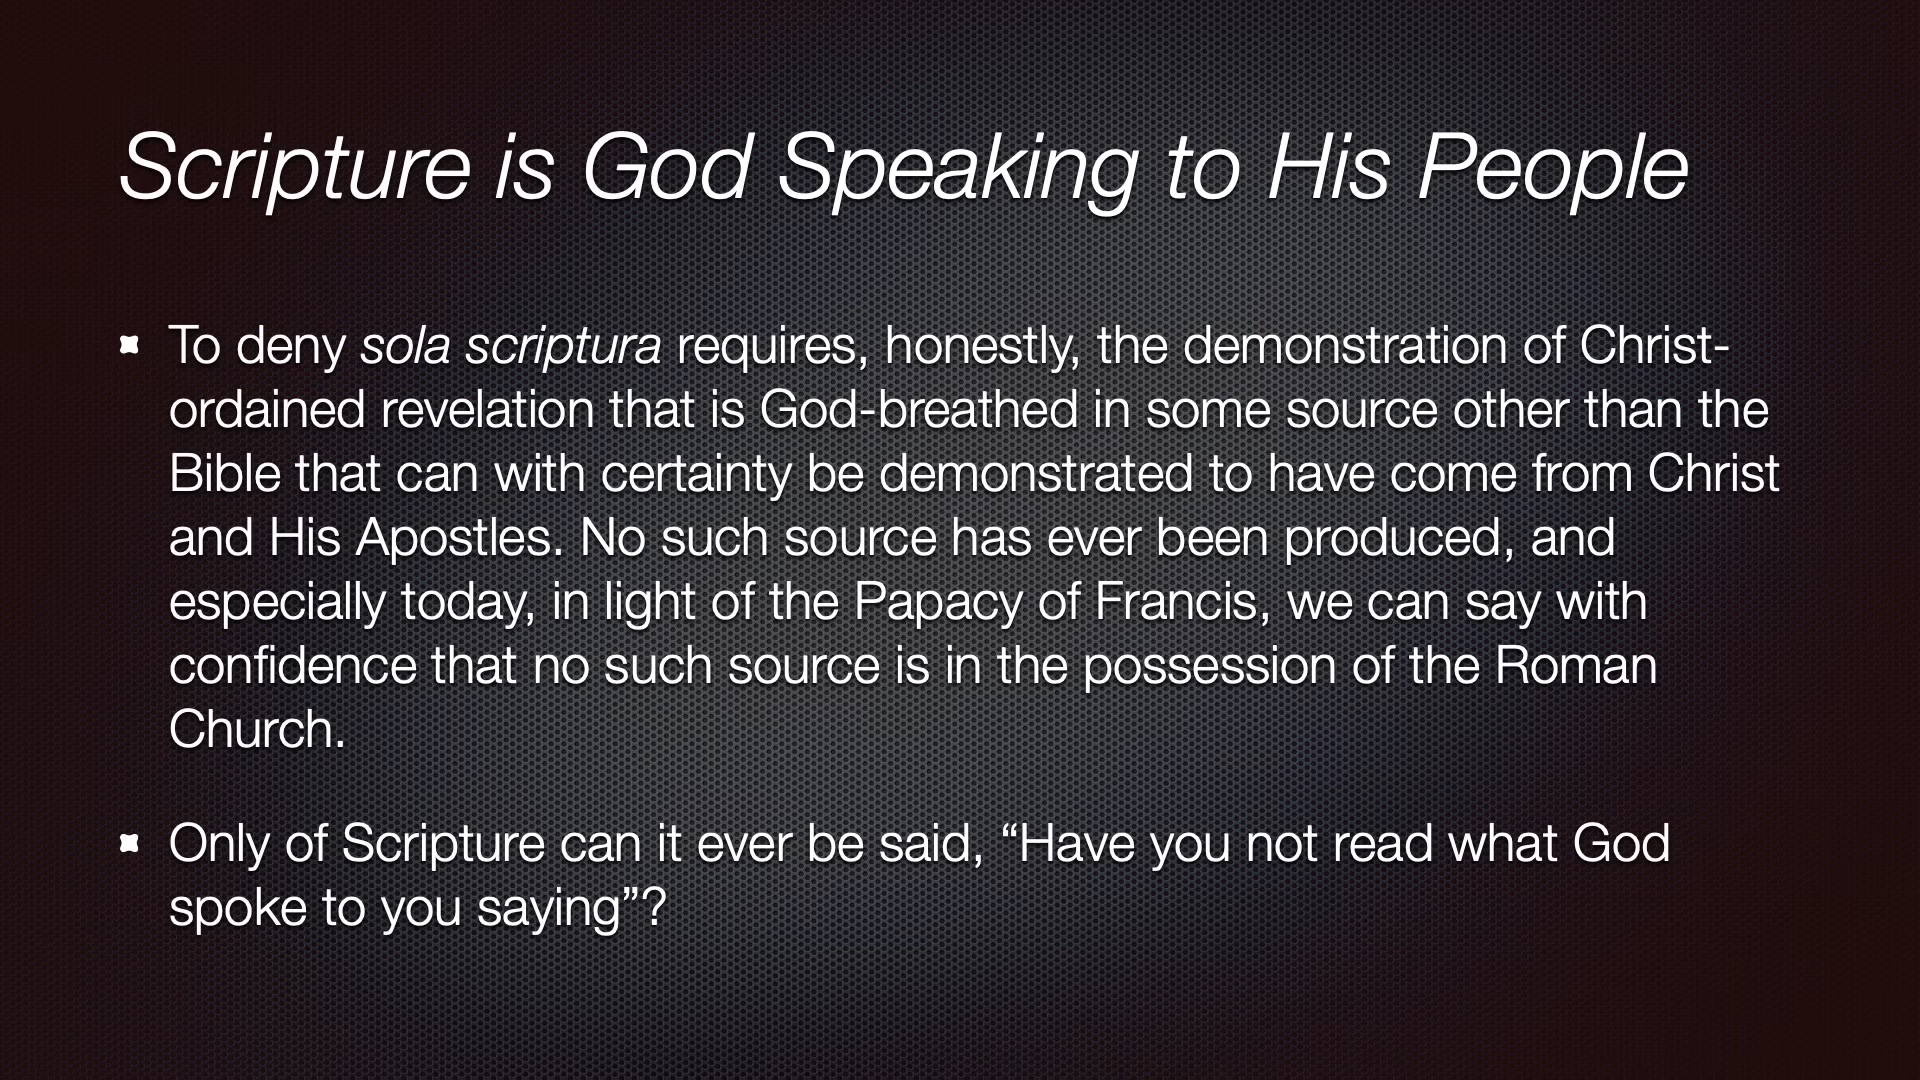 Scripture is God Speaking to His People
To deny sola scriptura requires, honestly, the demonstration of Christ-
ordained revelation that is God-breathed in some source other than the
Bible that can with certainty be demonstrated to have come from Christ
and His Apostles. No such source has ever been produced, and
especially today, in light of the Papacy of Francis, we can say with
confidence that no such source is in the possession of the Roman
Church.
Only of Scripture can it ever be said, “Have you not read what God
spoke to you saying”?